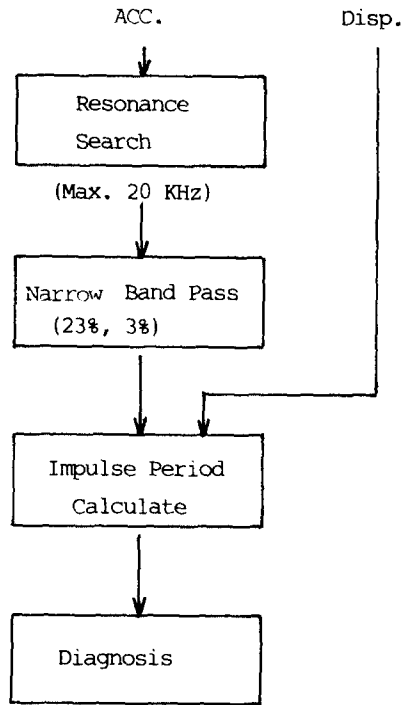 ACC. Disp.
Resonance
Search
(Max. 20 KHz)
Narrow Band Pass
(23%, 3%)
Impulse Period
Calculate
Diagnosis